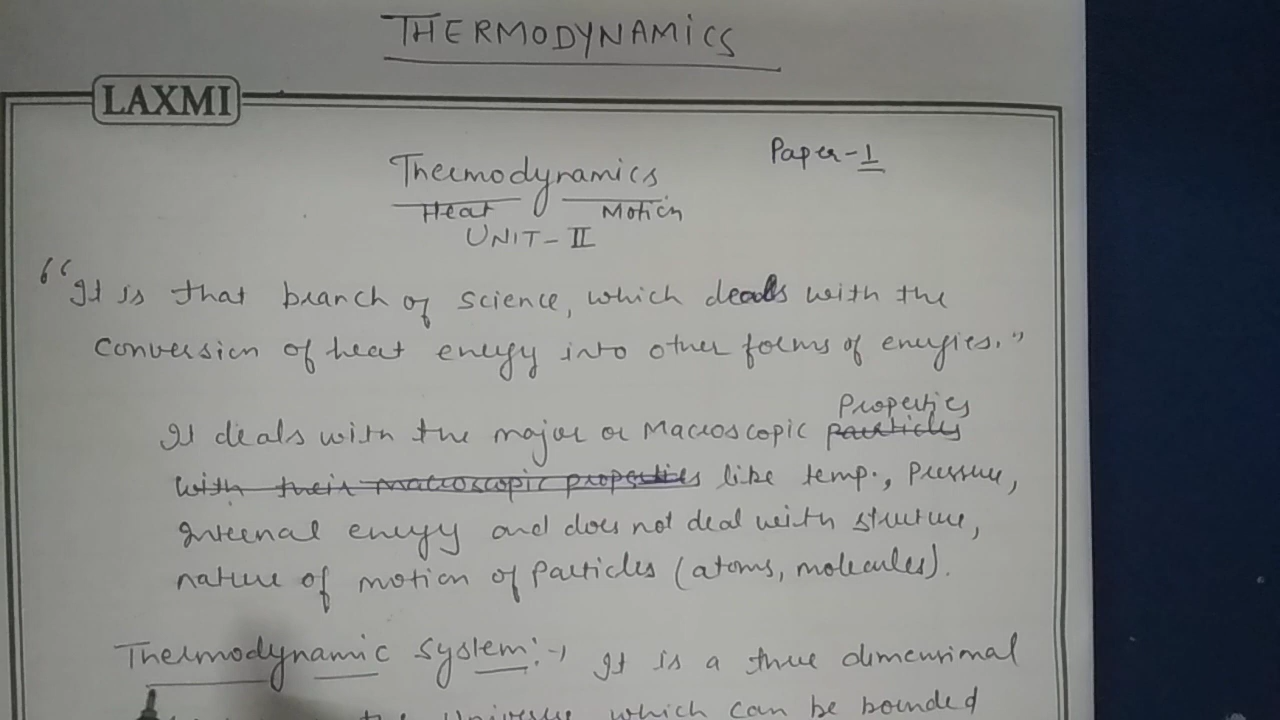 THERMODYNAMICS
LAXMI
Paper-1
Thermodynamics
Heat Motion
UNIT-II
"It is that branch of science, which deals with the
conversion of heat energy into other forms of energies."
Properties
It deals with the major or Macroscopic particles
with their macroscopic properties like temp., pressure,
internal energy and does not deal with structure,
nature of motion of particles (atoms, molecules).
Thermodynamic System:- It is a three dimensional
the Universe which can be bounded